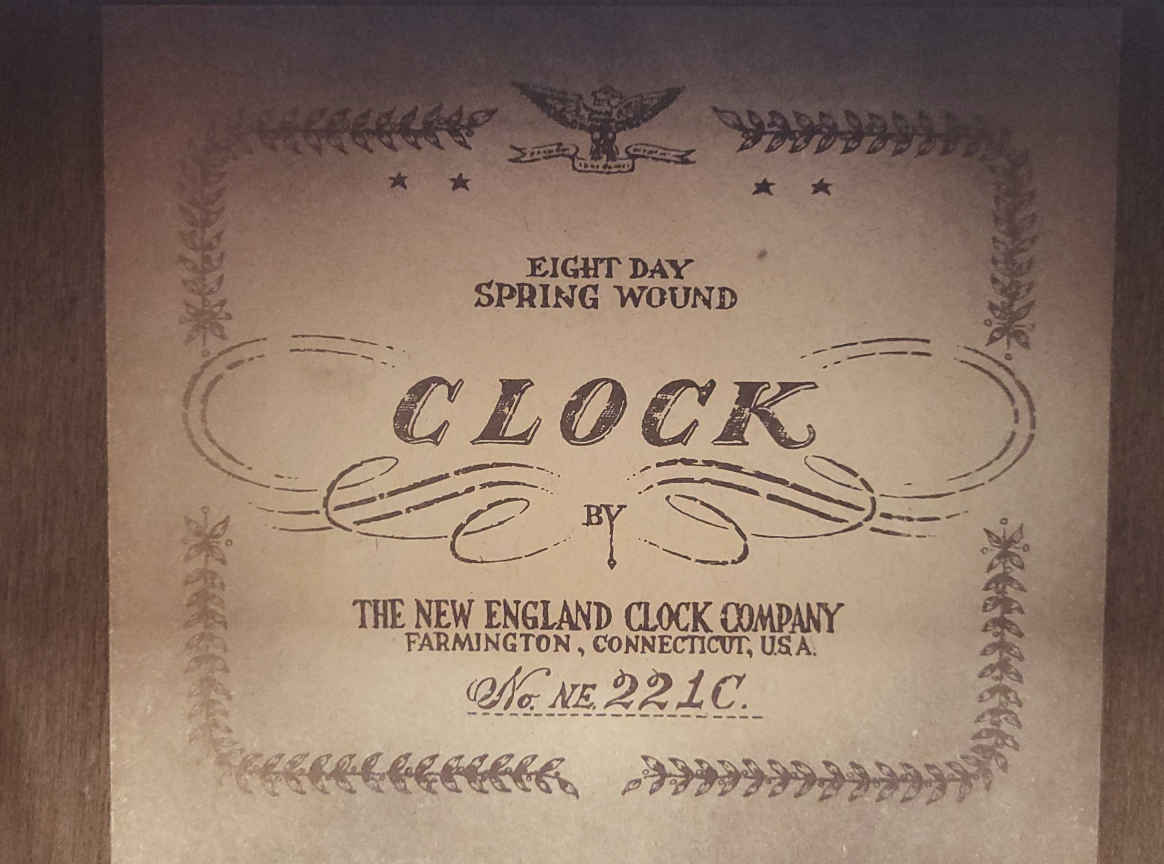 EIGHT DAY
SPRING WOUND
CLOCK
BY
THE NEW ENGLAND CLOCK COMPANY
FARMINGTON, CONNECTICUT, U.S.A.
No. NE. 221C.